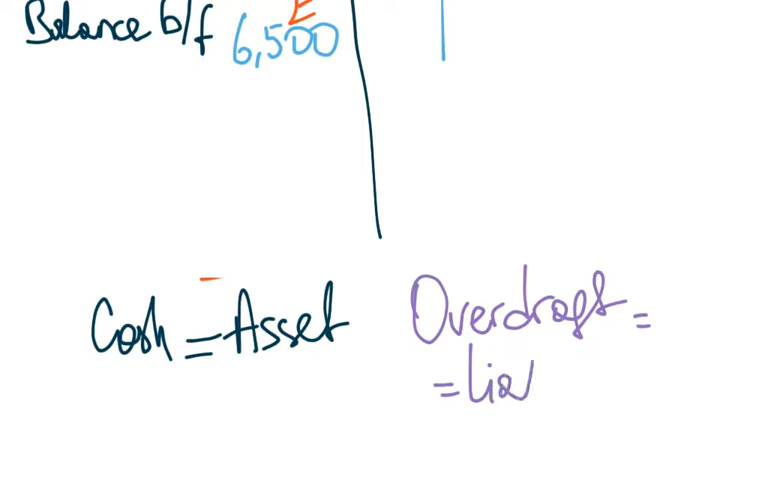 Balance b/f 6,500
Cash = Asset
Overdraft =
= Lia